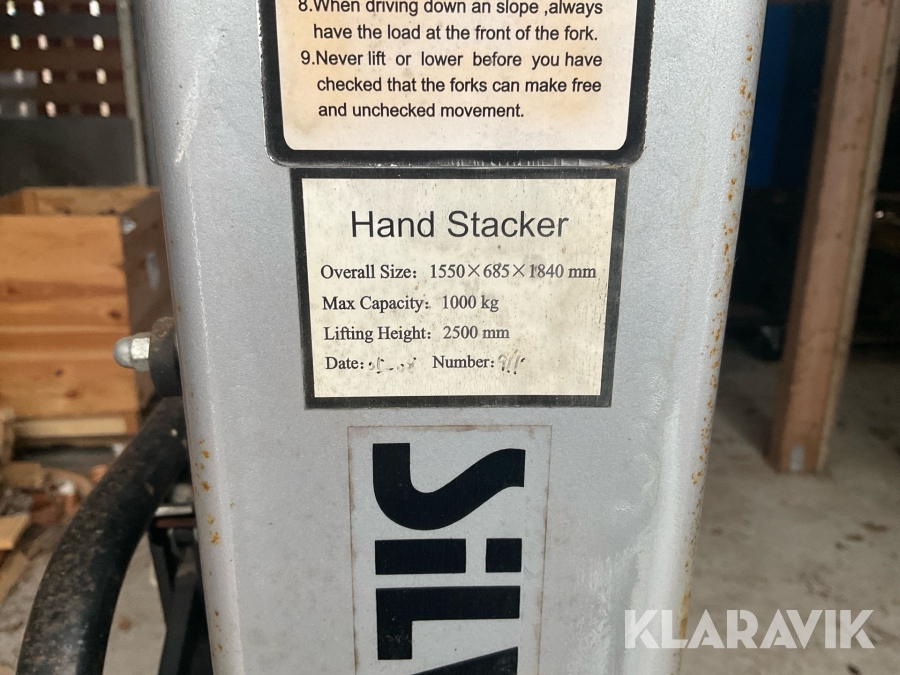 8.When driving down an slope ,always
have the load at the front of the fork.
9.Never lift or lower before you have
checked that the forks can make free
and unchecked movement.
Hand Stacker
Overall Size: 1550×685×1840 mm
Max Capacity: 1000 kg
Lifting Height: 2500 mm
Date: Number:
SiL
KLARAVIK